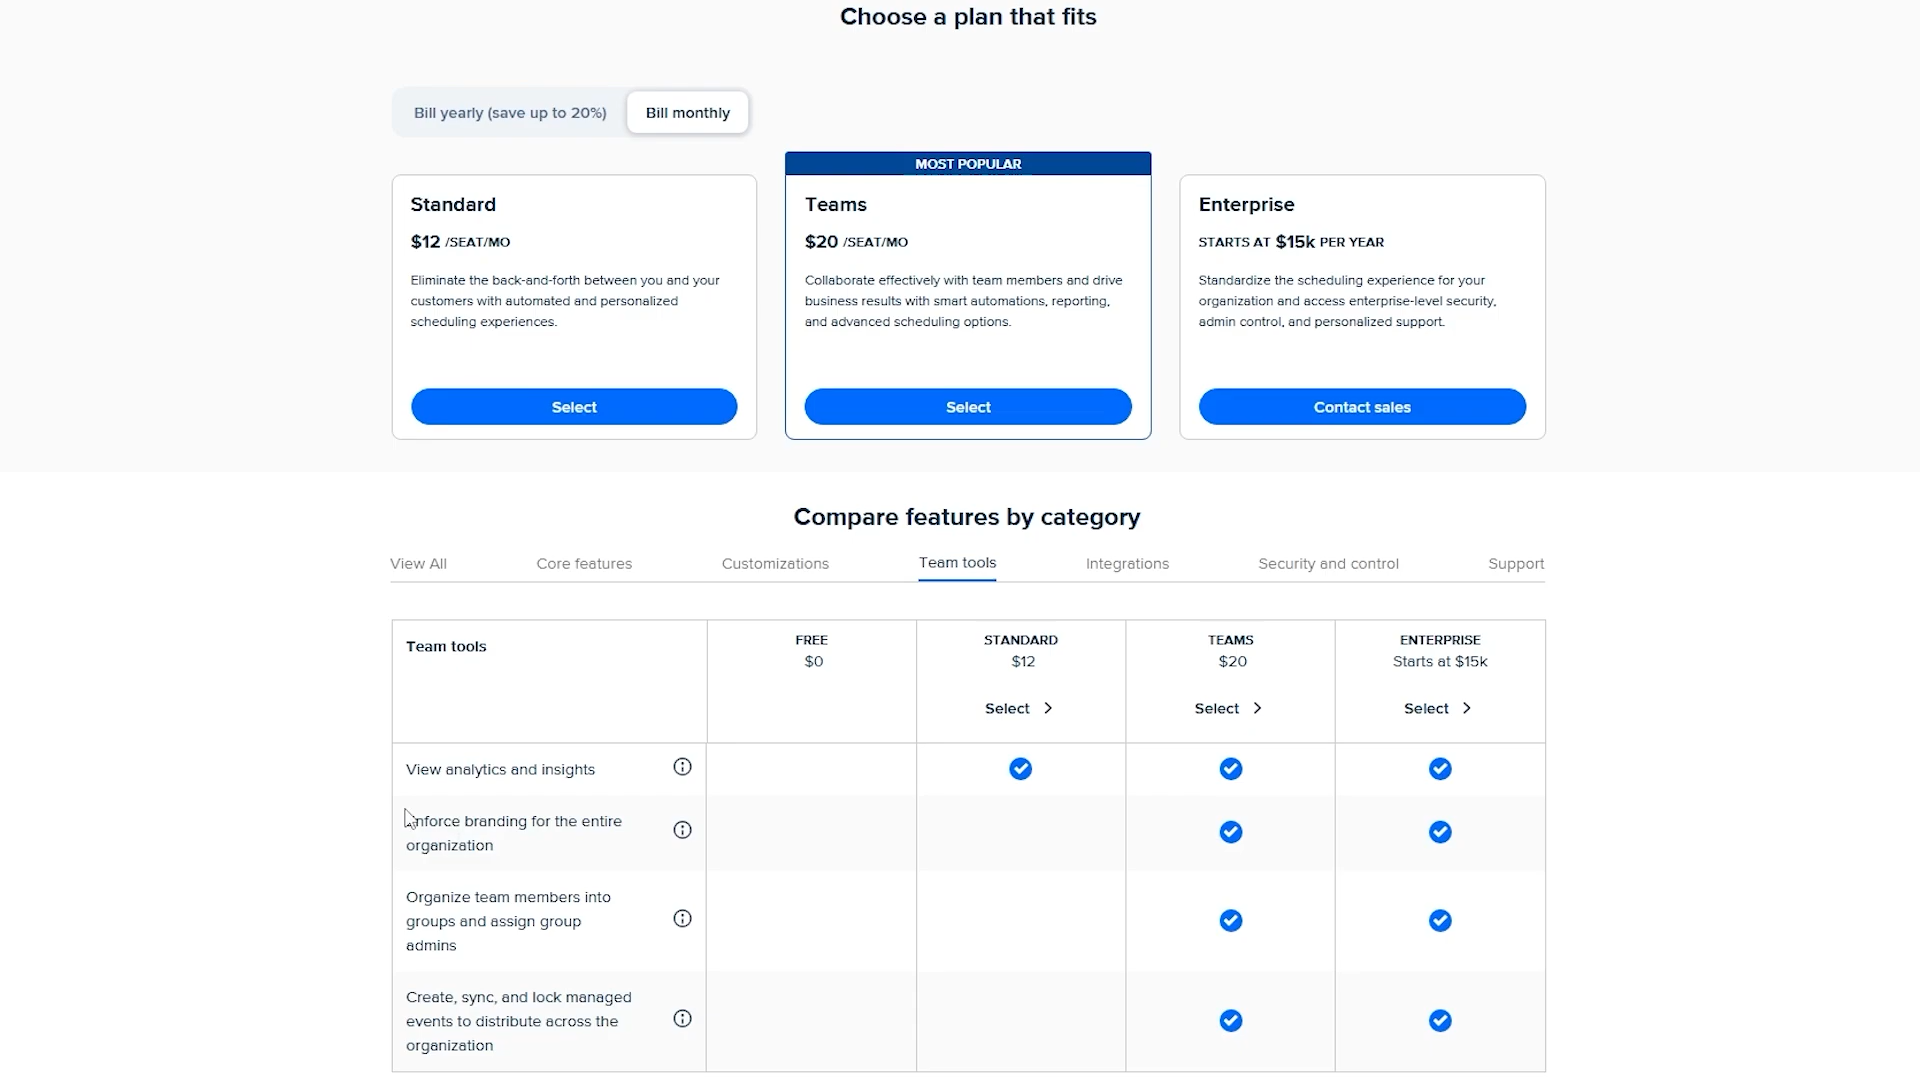 Choose a plan that fits
Bill yearly (save up to 20%)
Bill monthly
MOST POPULAR
Standard
$12 /SEAT/MO
Eliminate the back-and-forth between you and your
customers with automated and personalized
scheduling experiences.
Select
Teams
$20 /SEAT/MO
Collaborate effectively with team members and drive
business results with smart automations, reporting,
and advanced scheduling options.
Select
Enterprise
STARTS AT $15k PER YEAR
Standardize the scheduling experience for your
organization and access enterprise-level security,
admin control, and personalized support.
Contact sales
Compare features by category
View All
Core features
Customizations
Team tools
Integrations
Security and control
Support
Team tools
FREE
$0
STANDARD
$12
Select
TEAMS
$20
Select
ENTERPRISE
Starts at $15k
Select
View analytics and insights
Enforce branding for the entire
organization
Organize team members into
groups and assign group
admins
Create, sync, and lock managed
events to distribute across the
organization